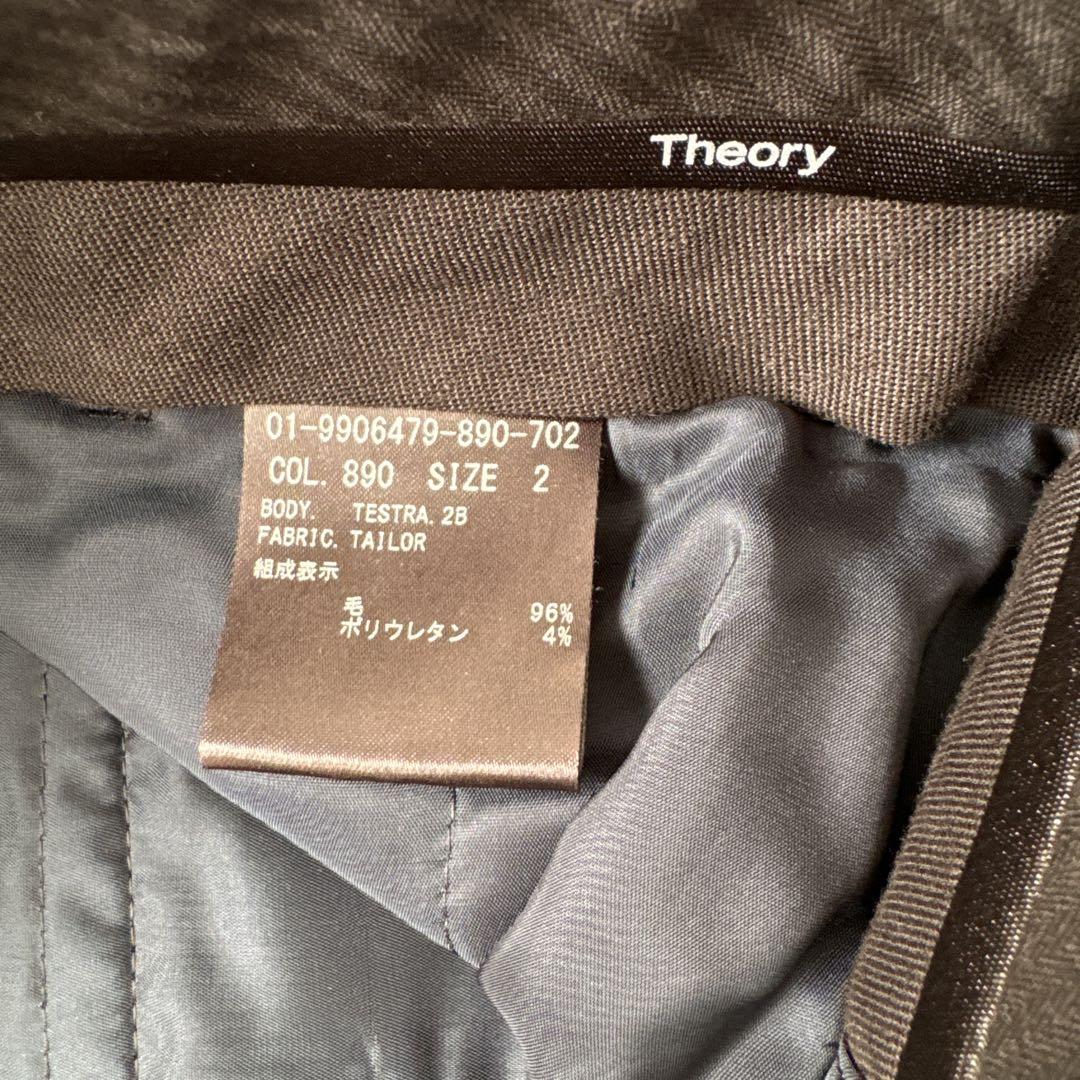 Theory
01-9906479-890-702
COL. 890 SIZE 2
BODY. TESTRA. 2B
FABRIC. TAILOR
組成表示
毛 96%
ポリウレタン 4%